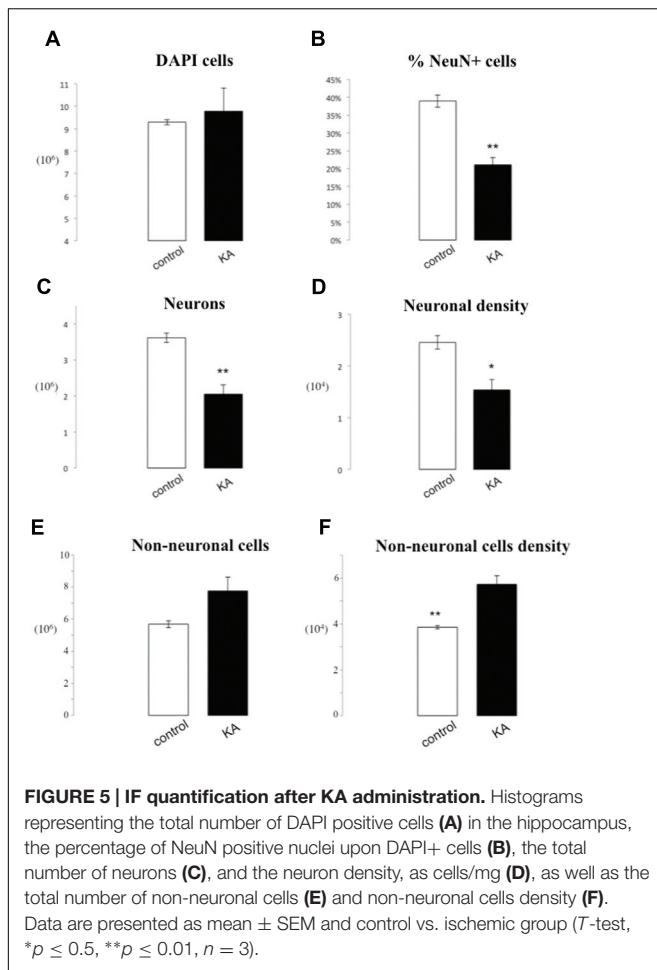 A
DAPI cells
11
10
9
(10⁶)
8
7
6
5
4
control
KA
B
% NeuN+ cells
45%
40%
35%
30%
25%
20%
15%
10%
5%
0%
**
control
KA
C
Neurons
4
3
(10⁶)
2
1
0
**
control
KA
D
Neuronal density
3
2
(10⁴)
1
0
*
control
KA
E
Non-neuronal cells
10
8
6
(10⁶)
4
2
0
control
KA
F
Non-neuronal cells density
6
4
(10⁴)
2
0
**
control
KA
FIGURE 5 | IF quantification after KA administration. Histograms
representing the total number of DAPI positive cells (A) in the hippocampus,
the percentage of NeuN positive nuclei upon DAPI+ cells (B), the total
number of neurons (C), and the neuron density, as cells/mg (D), as well as the
total number of non-neuronal cells (E) and non-neuronal cells density (F).
Data are presented as mean ± SEM and control vs. ischemic group (T-test,
*p ≤ 0.5, **p ≤ 0.01, n = 3).